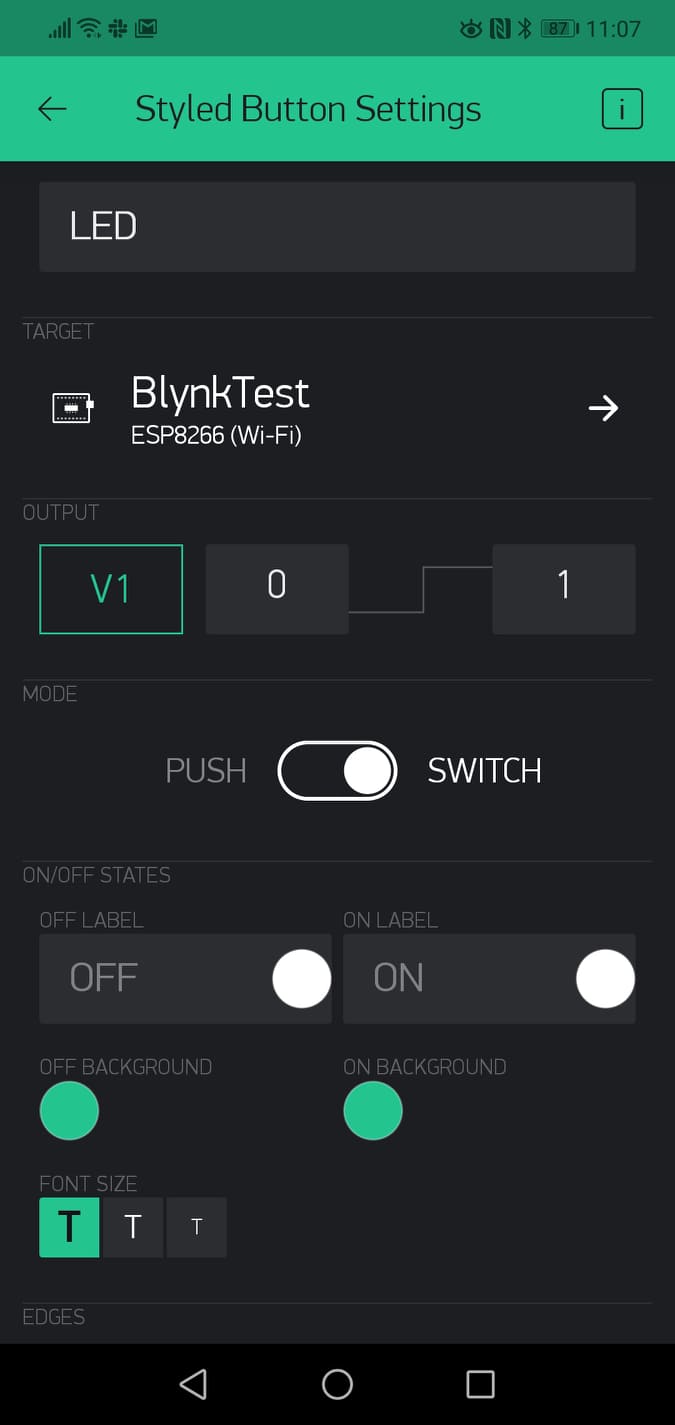 87 11:07
Styled Button Settings i
LED
TARGET
BlynkTest
ESP8266 (Wi-Fi)
OUTPUT
V1 0 1
MODE
PUSH SWITCH
ON/OFF STATES
OFF LABEL ON LABEL
OFF ON
OFF BACKGROUND ON BACKGROUND
FONT SIZE
T T T
EDGES